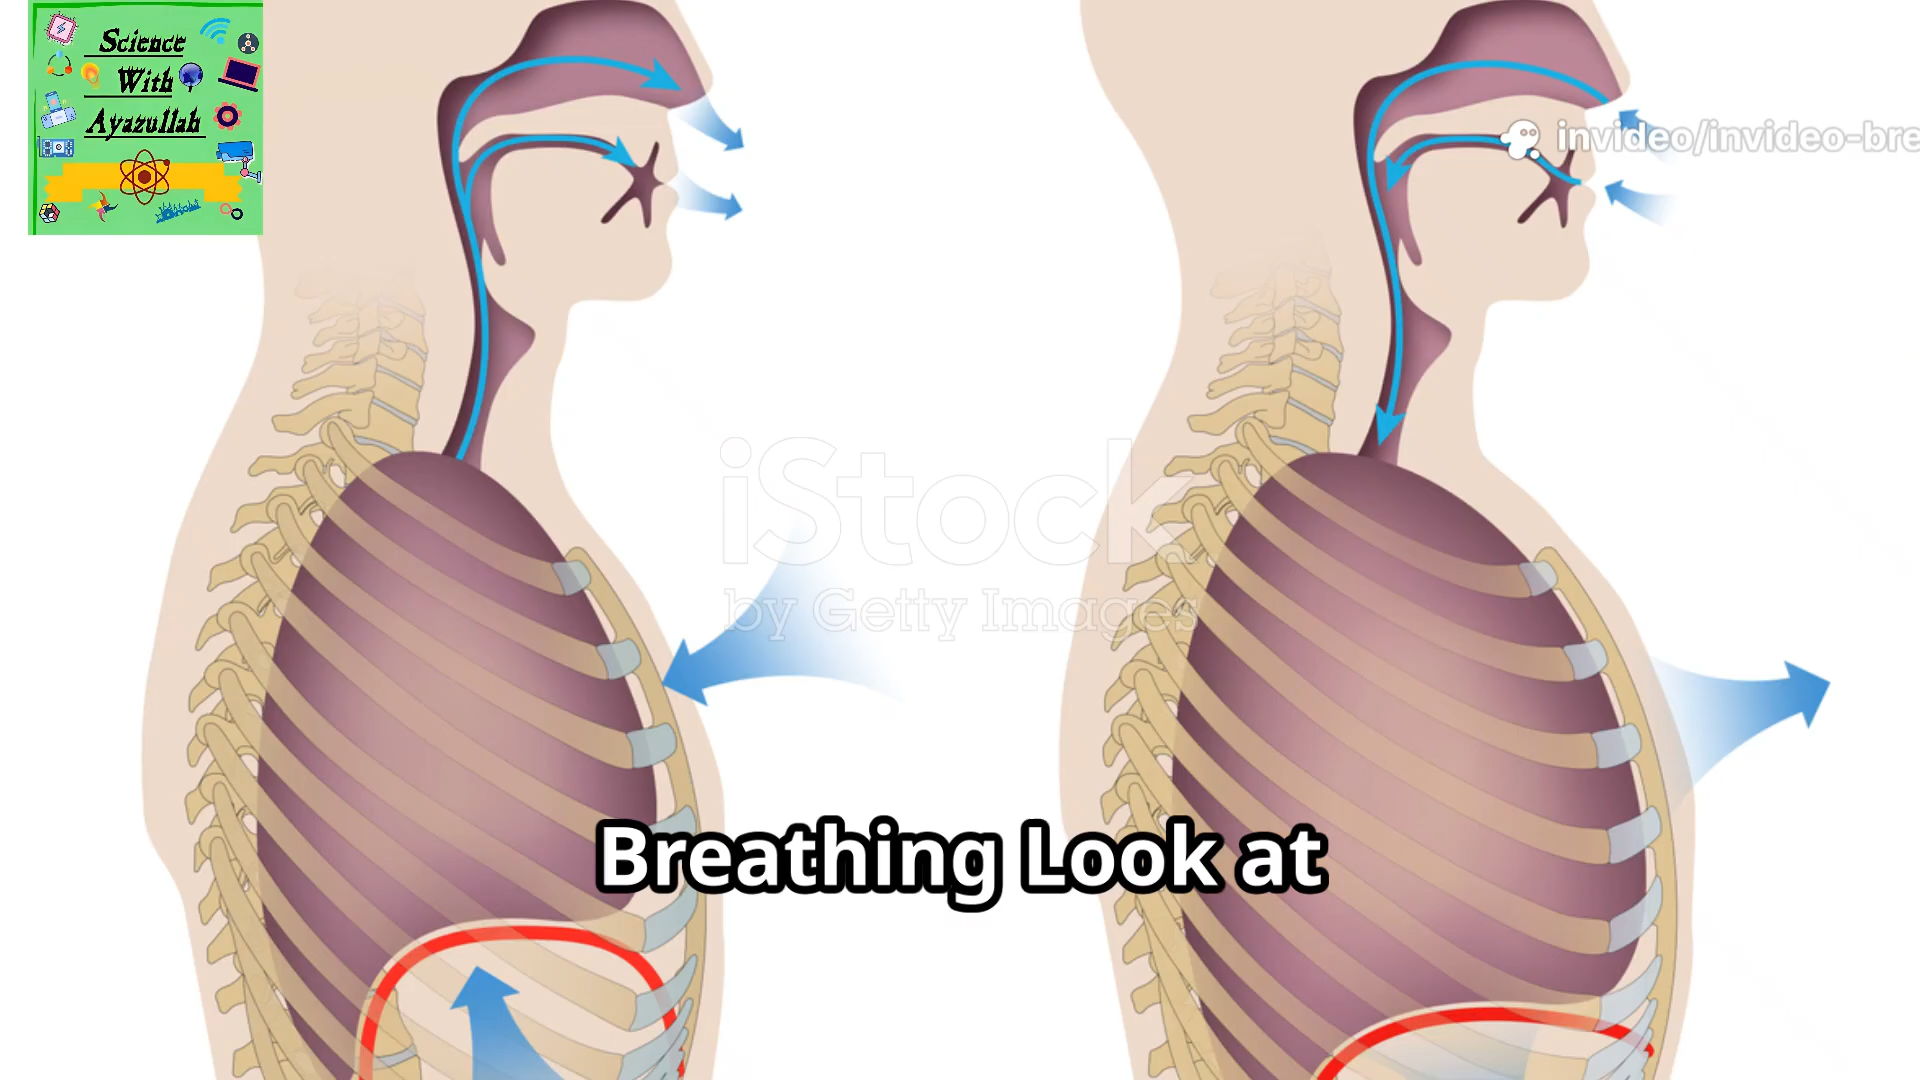 Science
With
Ayazullah
invideo/invideo-bre
iStock
by Getty Images
Breathing Look at